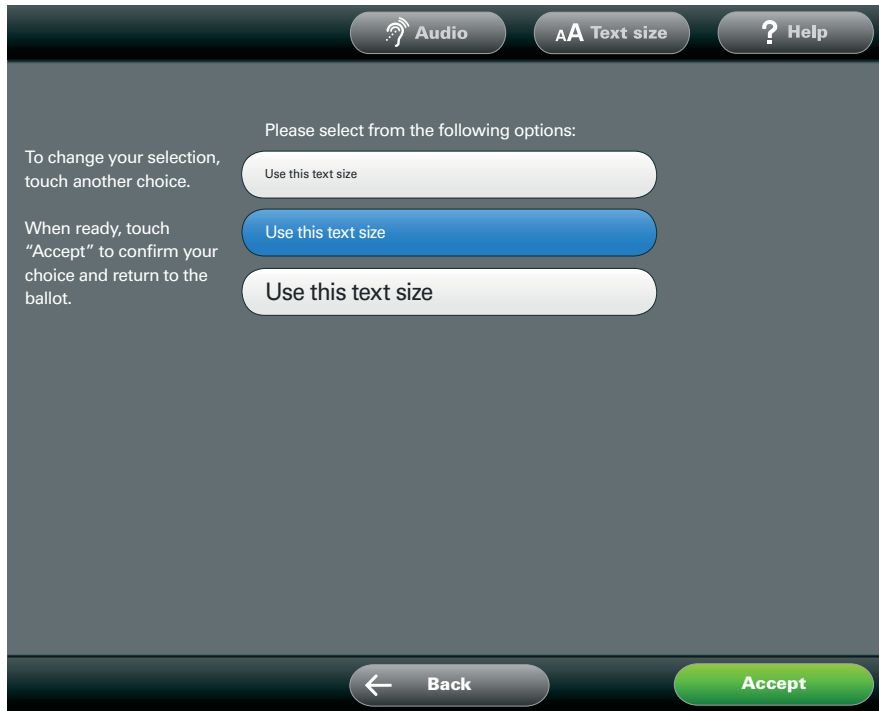 Audio
AA Text size
? Help
Please select from the following options:
To change your selection,
touch another choice.
When ready, touch
“Accept” to confirm your
choice and return to the
ballot.
Use this text size
Use this text size
Use this text size
Back
Accept